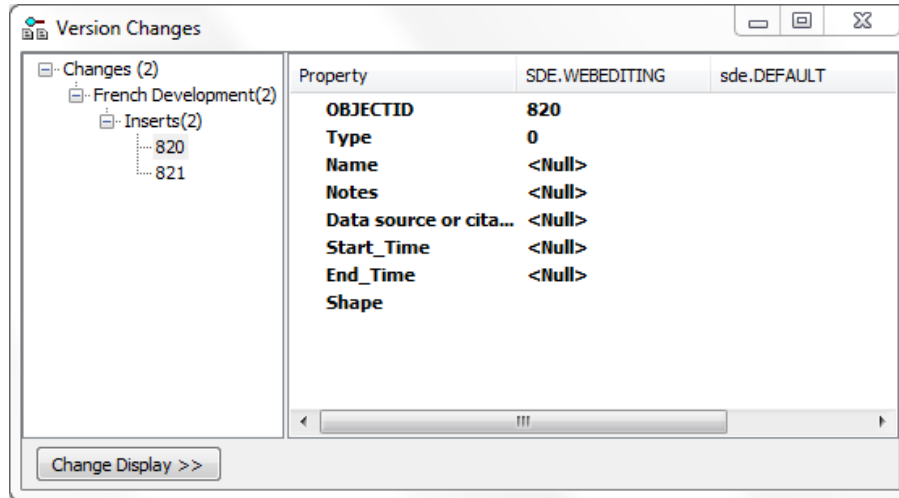 Version Changes
Changes (2)
French Development(2)
Inserts(2)
820
821
Property SDE.WEBEDITING sde.DEFAULT
OBJECTID 820
Type 0
Name <Null>
Notes <Null>
Data source or cita... <Null>
Start_Time <Null>
End_Time <Null>
Shape
Change Display >>